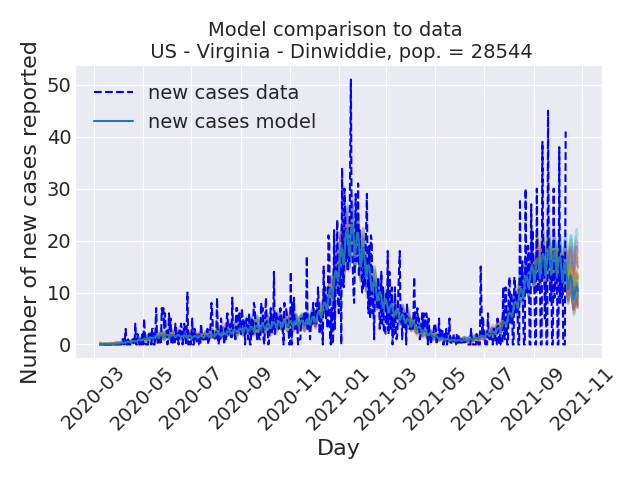 Model comparison to data
US - Virginia - Dinwiddie, pop. = 28544
Number of new cases reported
50
40
30
20
10
0
new cases data
new cases model
2020-03
2020-05
2020-07
2020-09
2020-11
2021-01
2021-03
2021-05
2021-07
2021-09
2021-11
Day